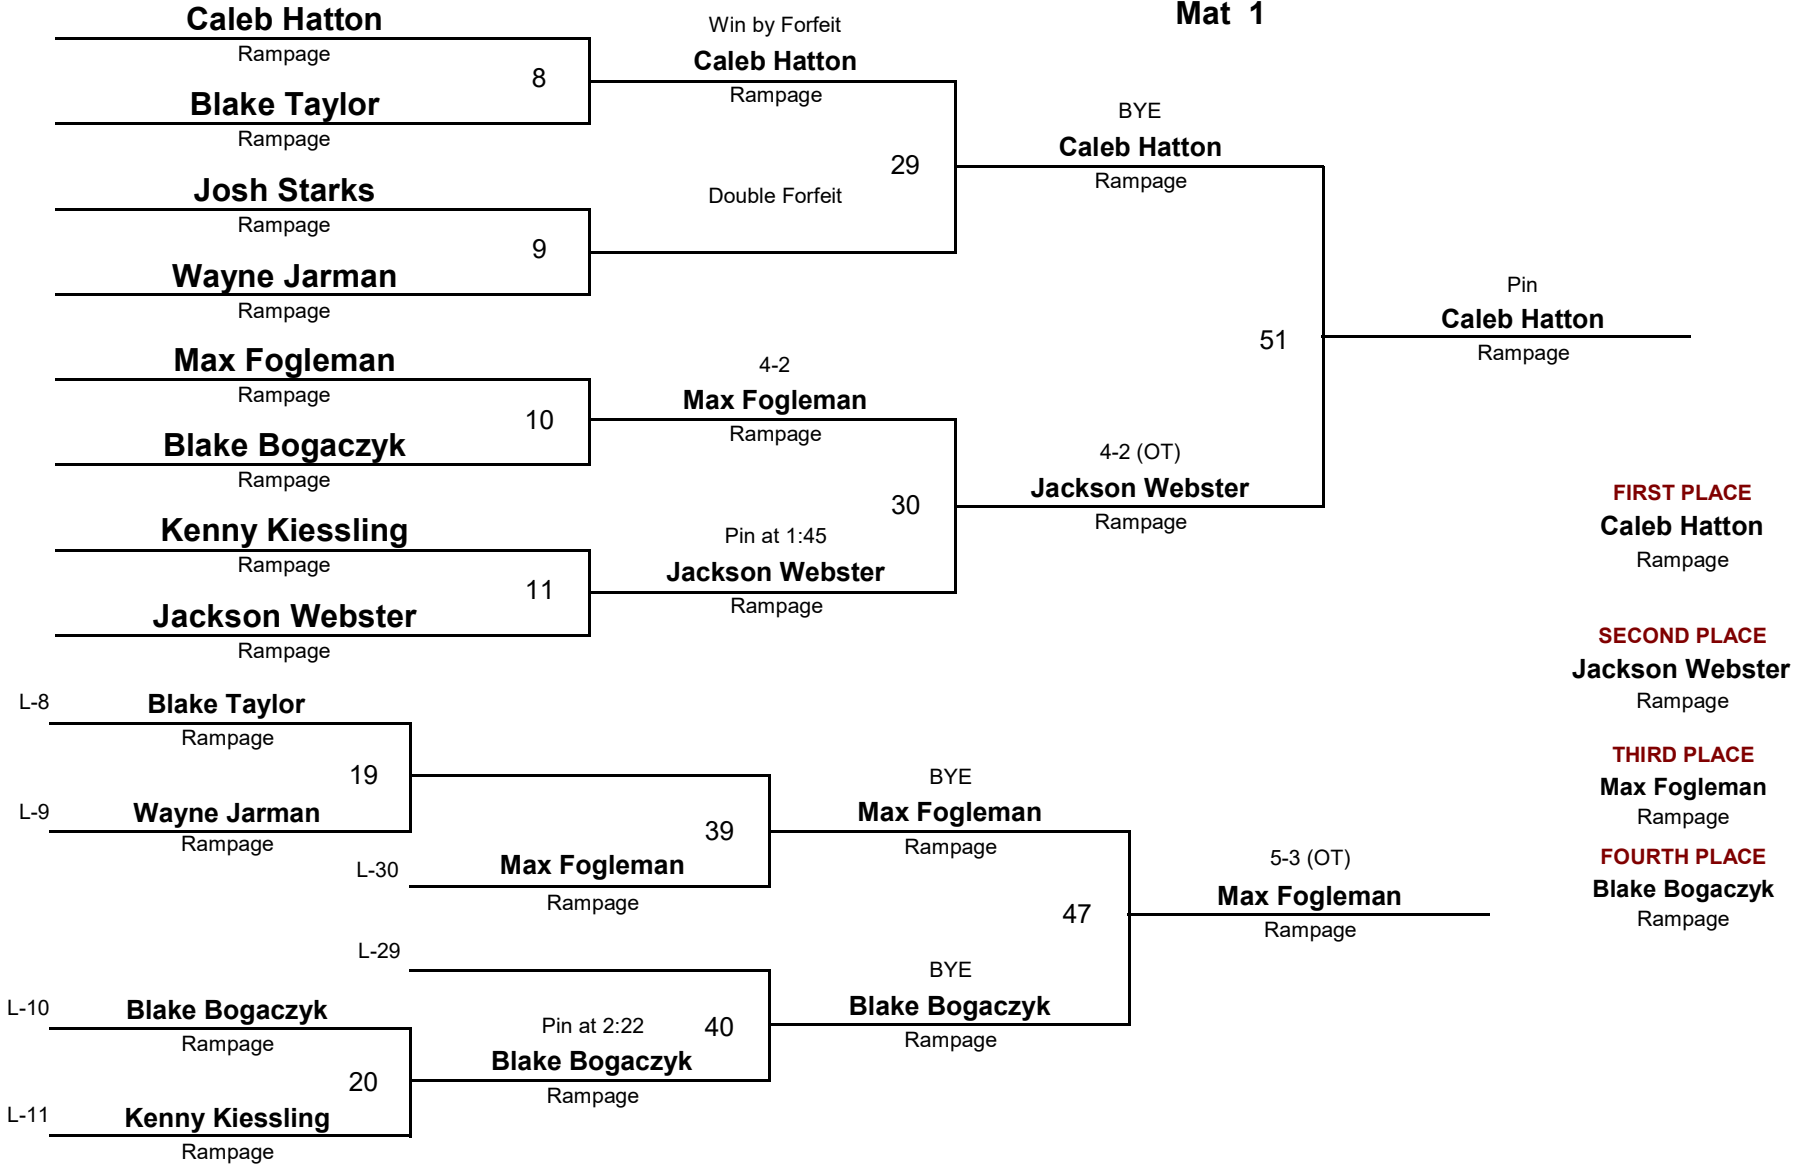 Mat 1
Caleb Hatton
Rampage
8
Blake Taylor
Rampage
Josh Starks
Rampage
9
Wayne Jarman
Rampage
Max Fogleman
Rampage
10
Blake Bogaczyk
Rampage
Kenny Kiessling
Rampage
11
Jackson Webster
Rampage
Win by Forfeit
Caleb Hatton
Rampage
29
Double Forfeit
4-2
Max Fogleman
Rampage
30
Pin at 1:45
Jackson Webster
Rampage
BYE
Caleb Hatton
Rampage
51
4-2 (OT)
Jackson Webster
Rampage
Pin
Caleb Hatton
Rampage
L-8
Blake Taylor
Rampage
19
L-9
Wayne Jarman
Rampage
L-30
Max Fogleman
Rampage
39
L-29
L-10
Blake Bogaczyk
Rampage
20
L-11
Kenny Kiessling
Rampage
Pin at 2:22
40
Blake Bogaczyk
Rampage
BYE
Max Fogleman
Rampage
47
BYE
Blake Bogaczyk
Rampage
5-3 (OT)
Max Fogleman
Rampage
FIRST PLACE
Caleb Hatton
Rampage
SECOND PLACE
Jackson Webster
Rampage
THIRD PLACE
Max Fogleman
Rampage
FOURTH PLACE
Blake Bogaczyk
Rampage